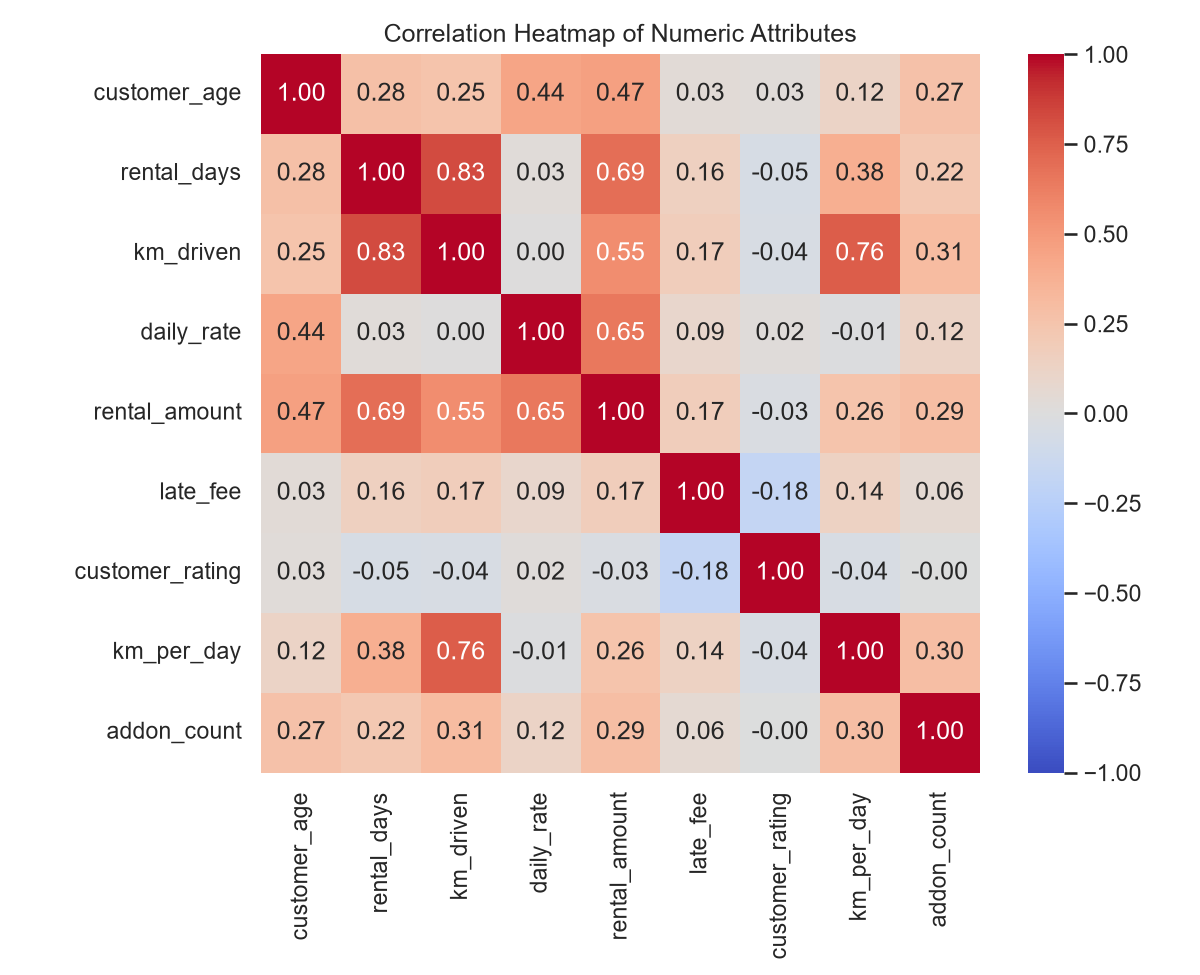 Correlation Heatmap of Numeric Attributes
customer_age 1.00 0.28 0.25 0.44 0.47 0.03 0.03 0.12 0.27
rental_days 0.28 1.00 0.83 0.03 0.69 0.16 -0.05 0.38 0.22
km_driven 0.25 0.83 1.00 0.00 0.55 0.17 -0.04 0.76 0.31
daily_rate 0.44 0.03 0.00 1.00 0.65 0.09 0.02 -0.01 0.12
rental_amount 0.47 0.69 0.55 0.65 1.00 0.17 -0.03 0.26 0.29
late_fee 0.03 0.16 0.17 0.09 0.17 1.00 -0.18 0.14 0.06
customer_rating 0.03 -0.05 -0.04 0.02 -0.03 -0.18 1.00 -0.04 -0.00
km_per_day 0.12 0.38 0.76 -0.01 0.26 0.14 -0.04 1.00 0.30
addon_count 0.27 0.22 0.31 0.12 0.29 0.06 -0.00 0.30 1.00
customer_age
rental_days
km_driven
daily_rate
rental_amount
late_fee
customer_rating
km_per_day
addon_count
1.00
0.75
0.50
0.25
0.00
−0.25
−0.50
−0.75
−1.00